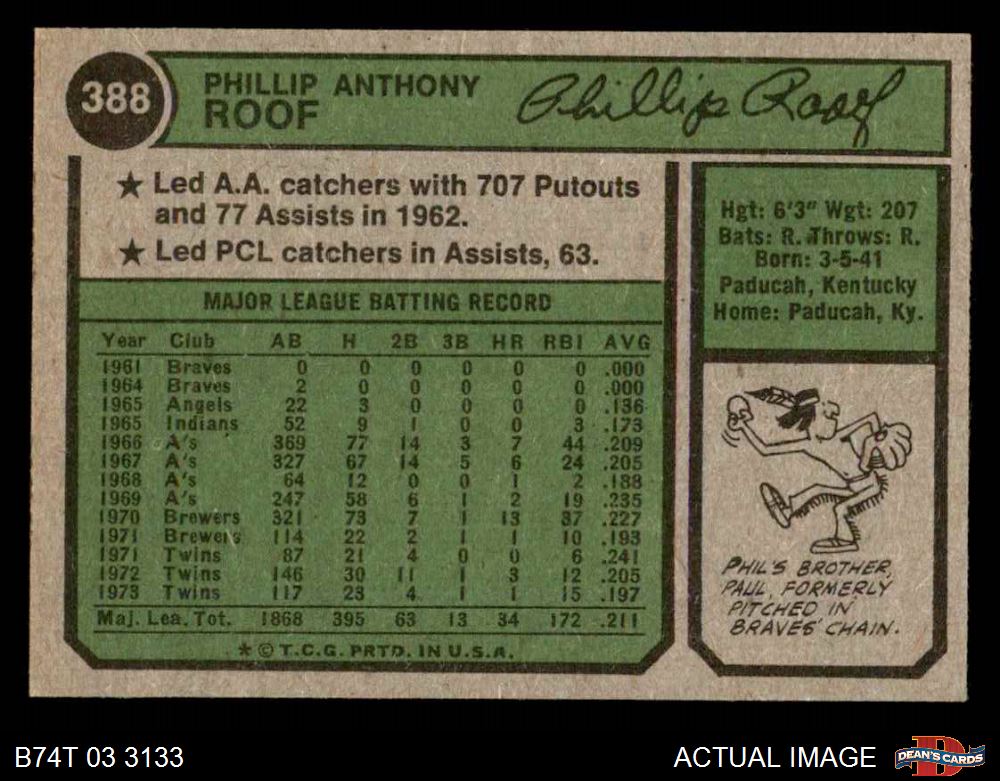 388
PHILLIP ANTHONY
ROOF
Phillip Roof
★ Led A.A. catchers with 707 Putouts
and 77 Assists in 1962.
★ Led PCL catchers in Assists, 63.
MAJOR LEAGUE BATTING RECORD
Year Club AB H 2B 3B HR RBI AVG
1961 Braves 0 0 0 0 0 0 .000
1964 Braves 2 0 0 0 0 0 .000
1965 Angels 22 3 0 0 0 0 .136
1965 Indians 52 9 1 0 0 3 .173
1966 A's 369 77 14 3 7 44 .209
1967 A's 327 67 14 5 6 24 .205
1968 A's 64 12 0 0 1 2 .188
1969 A's 247 58 6 1 2 19 .235
1970 Brewers 321 73 7 1 13 37 .227
1971 Brewers 114 22 2 1 1 10 .193
1971 Twins 87 21 4 0 0 6 .241
1972 Twins 146 30 11 1 3 12 .205
1973 Twins 117 23 4 1 1 15 .197
Maj. Lea. Tot. 1868 395 63 13 34 172 .211
★ © T.C.G. PRTD. IN U.S.A.
Hgt: 6'3" Wgt: 207
Bats: R. Throws: R.
Born: 3-5-41
Paducah, Kentucky
Home: Paducah, Ky.
PHIL'S BROTHER,
PAUL, FORMERLY
PITCHED IN
BRAVES' CHAIN.
B74T 03 3133
ACTUAL IMAGE
D
DEAN'S CARDS